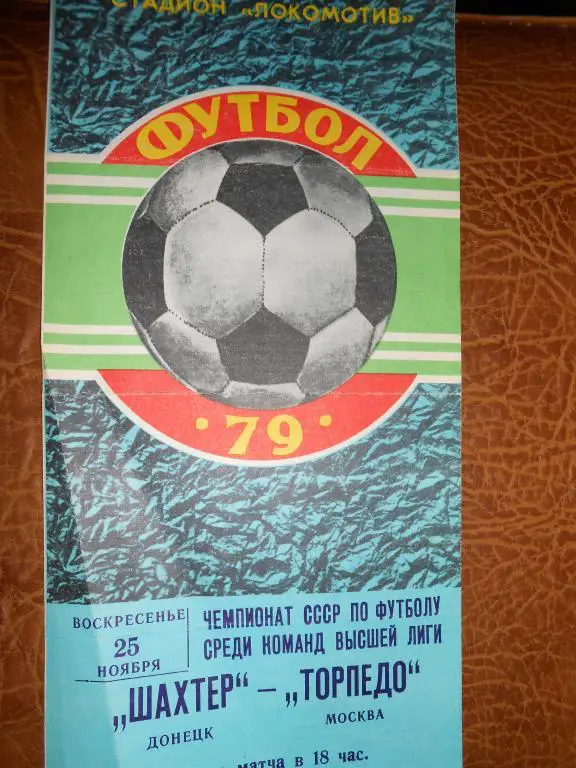 СТАДИОН „ЛОКОМОТИВ“
ФУТБОЛ
· 79 ·
ВОСКРЕСЕНЬЕ
25
НОЯБРЯ
ЧЕМПИОНАТ СССР ПО ФУТБОЛУ
СРЕДИ КОМАНД ВЫСШЕЙ ЛИГИ
„ШАХТЕР“ – „ТОРПЕДО“
ДОНЕЦК МОСКВА
матча в 18 час.